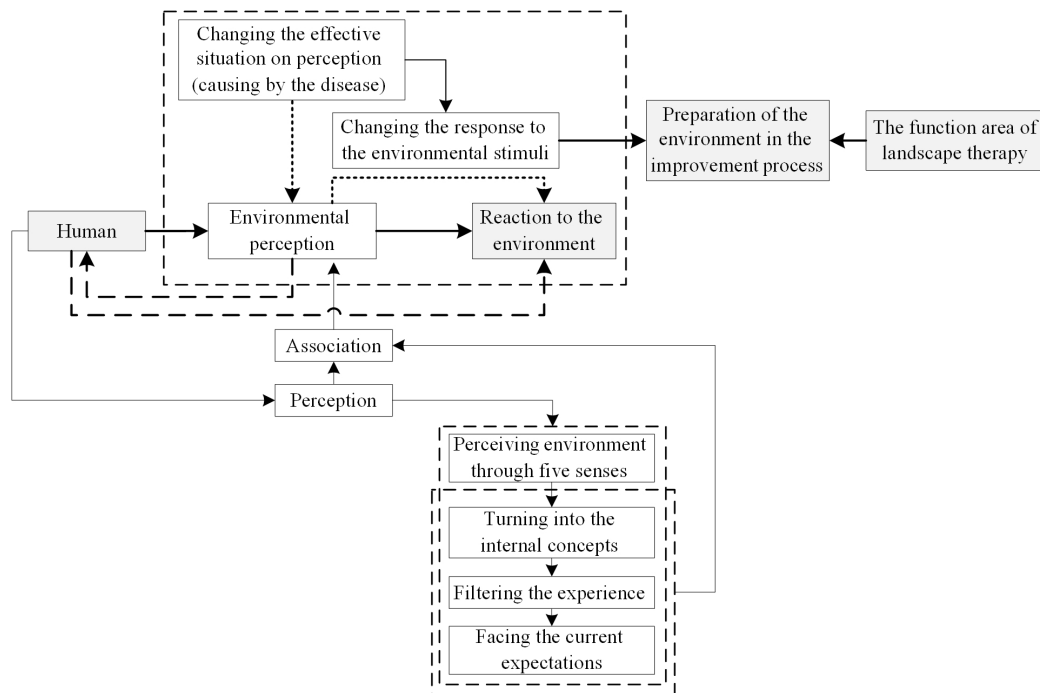 Changing the effective
situation on perception
(causing by the disease)
Changing the response to
the environmental stimuli
Preparation of the
environment in the
improvement process
The function area of
landscape therapy
Human
Environmental
perception
Reaction to the
environment
Association
Perception
Perceiving environment
through five senses
Turning into the
internal concepts
Filtering the experience
Facing the current
expectations